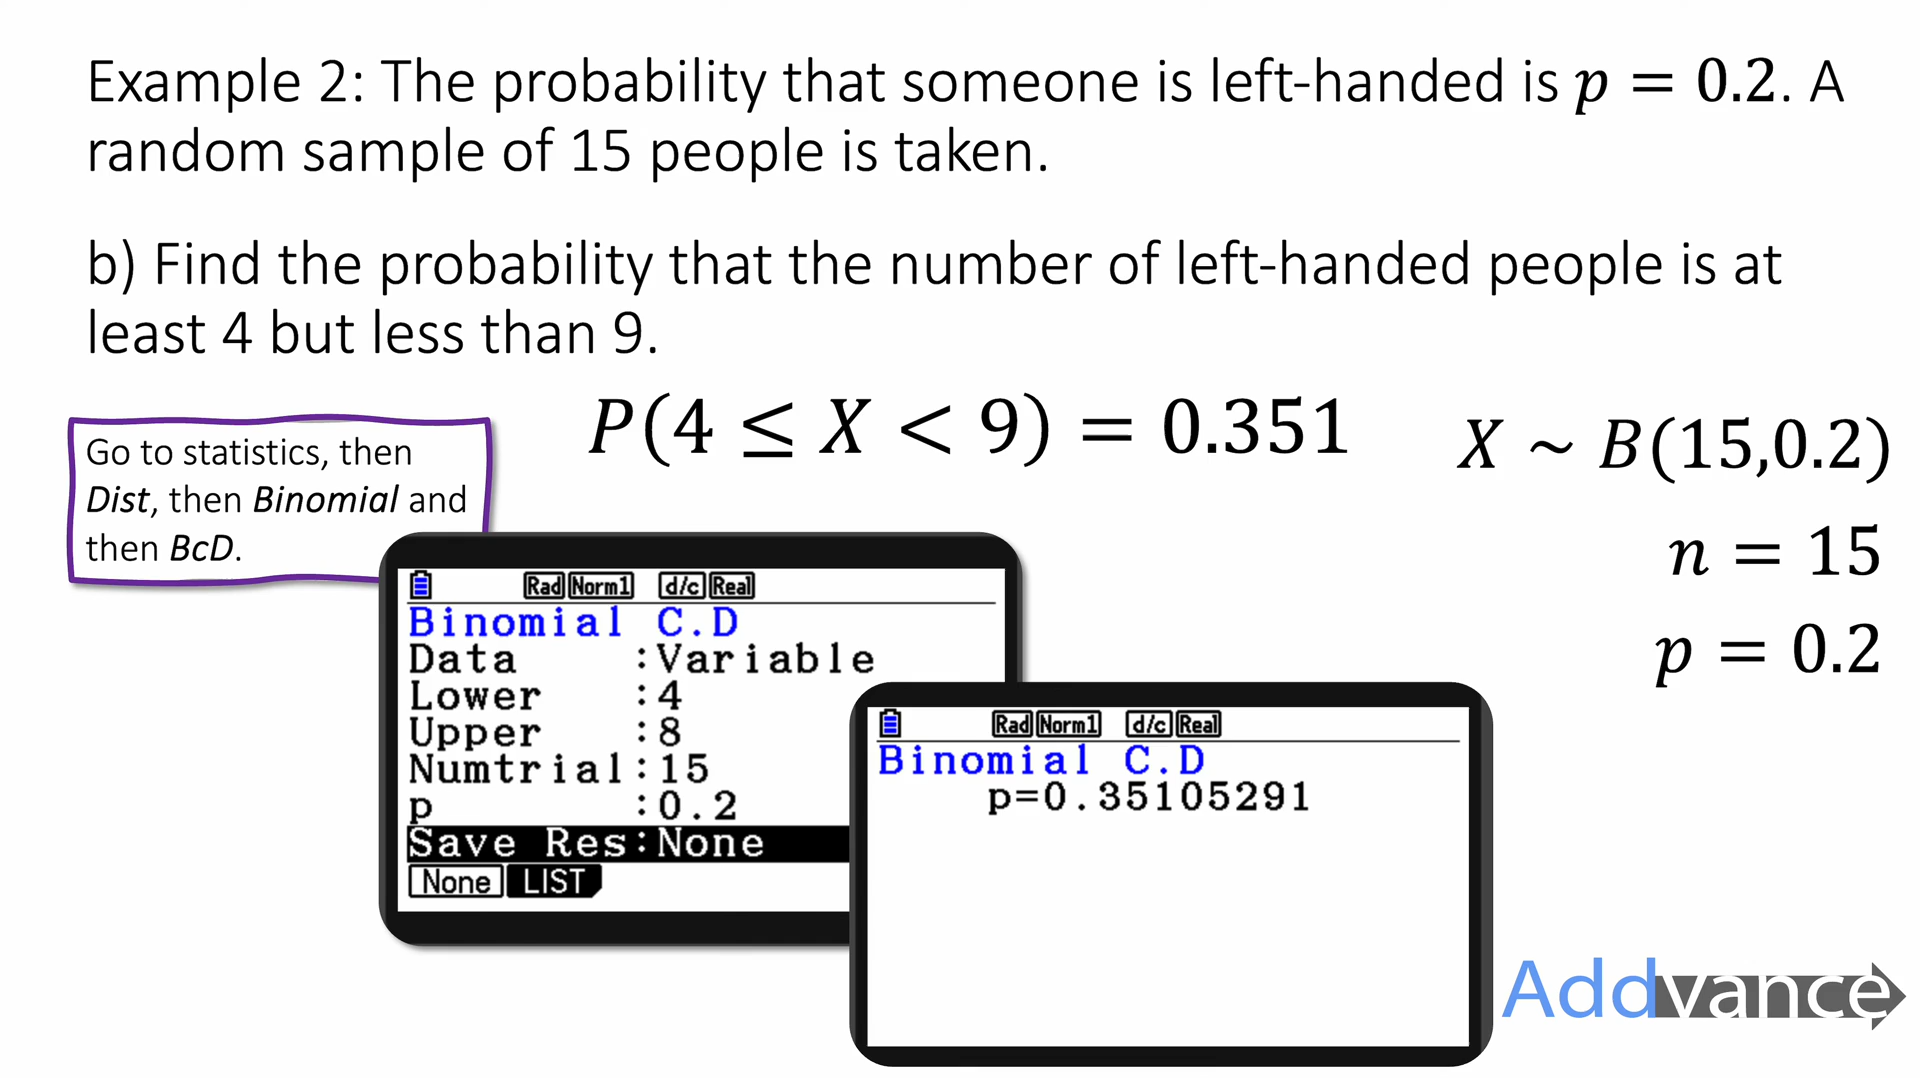 Example 2: The probability that someone is left-handed is p = 0.2. A
random sample of 15 people is taken.
b) Find the probability that the number of left-handed people is at
least 4 but less than 9.
P(4 ≤ X < 9) = 0.351
X ~ B(15,0.2)
n = 15
p = 0.2
Go to statistics, then
Dist, then Binomial and
then BcD.
Rad Norm1 d/c Real
Binomial C.D
Data :Variable
Lower :4
Upper :8
Numtrial:15
p :0.2
Save Res:None
None LIST
Rad Norm1 d/c Real
Binomial C.D
p=0.35105291
Addvance